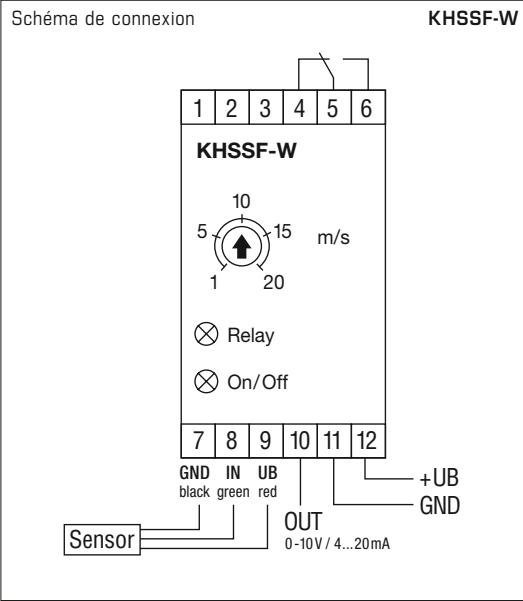 Schéma de connexion KHSSF-W
1 2 3 4 5 6
KHSSF-W
10
5 15 m/s
1 20
Relay
On/Off
7 8 9 10 11 12
GND IN UB
black green red
+UB
GND
OUT
0-10V / 4...20mA
Sensor